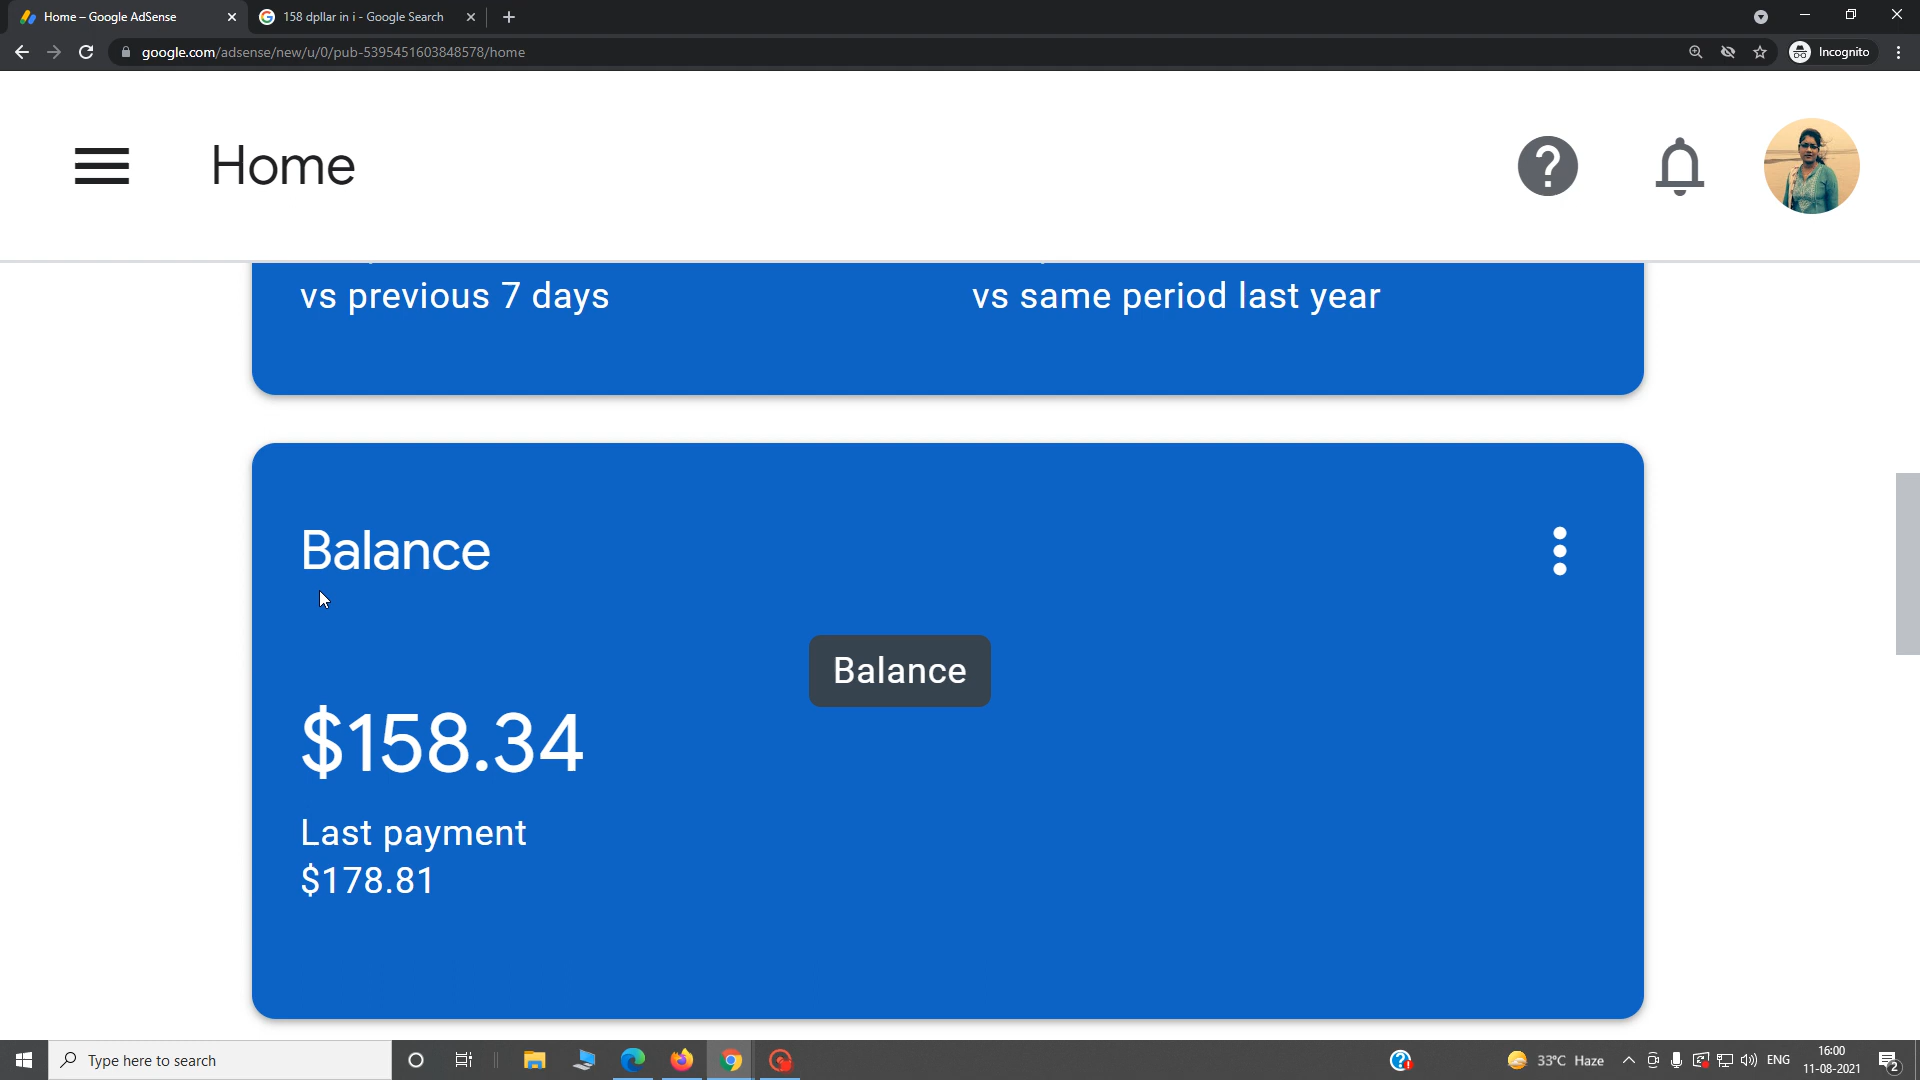 Home – Google AdSense
158 dpllar in i - Google Search
google.com/adsense/new/u/0/pub-5395451603848578/home
Incognito
Home
vs previous 7 days
vs same period last year
Balance
Balance
$158.34
Last payment
$178.81
Type here to search
33°C Haze
ENG
16:00
11-08-2021
2